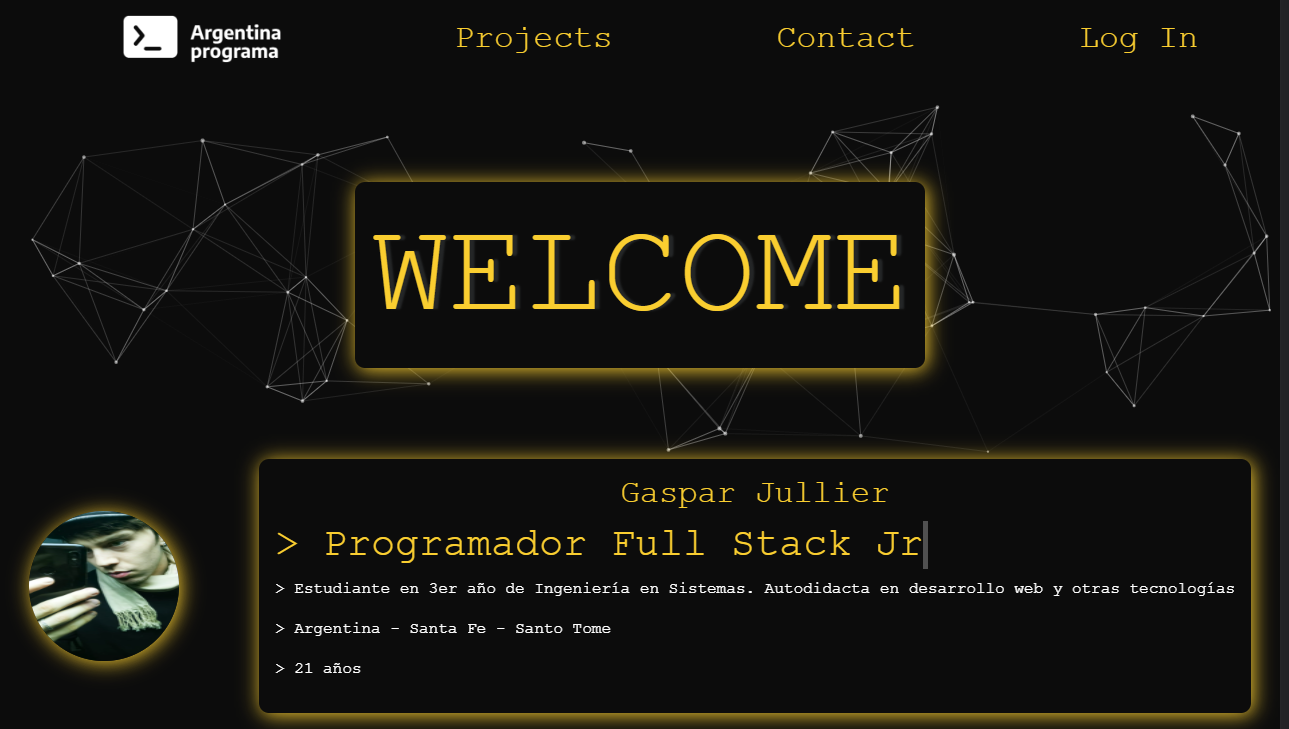 Argentina
programa
Projects
Contact
Log In
WELCOME
Gaspar Jullier
> Programador Full Stack Jr
> Estudiante en 3er año de Ingeniería en Sistemas. Autodidacta en desarrollo web y otras tecnologías
> Argentina - Santa Fe - Santo Tome
> 21 años